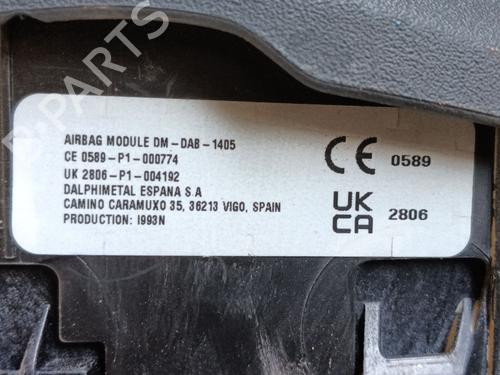 AIRBAG MODULE DM-DAB-1405
CE 0589-P1-000774
UK 2806-P1-004192
DALPHIMETAL ESPANA S.A
CAMINO CARAMUXO 35, 36213 VIGO, SPAIN
PRODUCTION: I993N
CE 0589
UK
CA 2806
B-PARTS